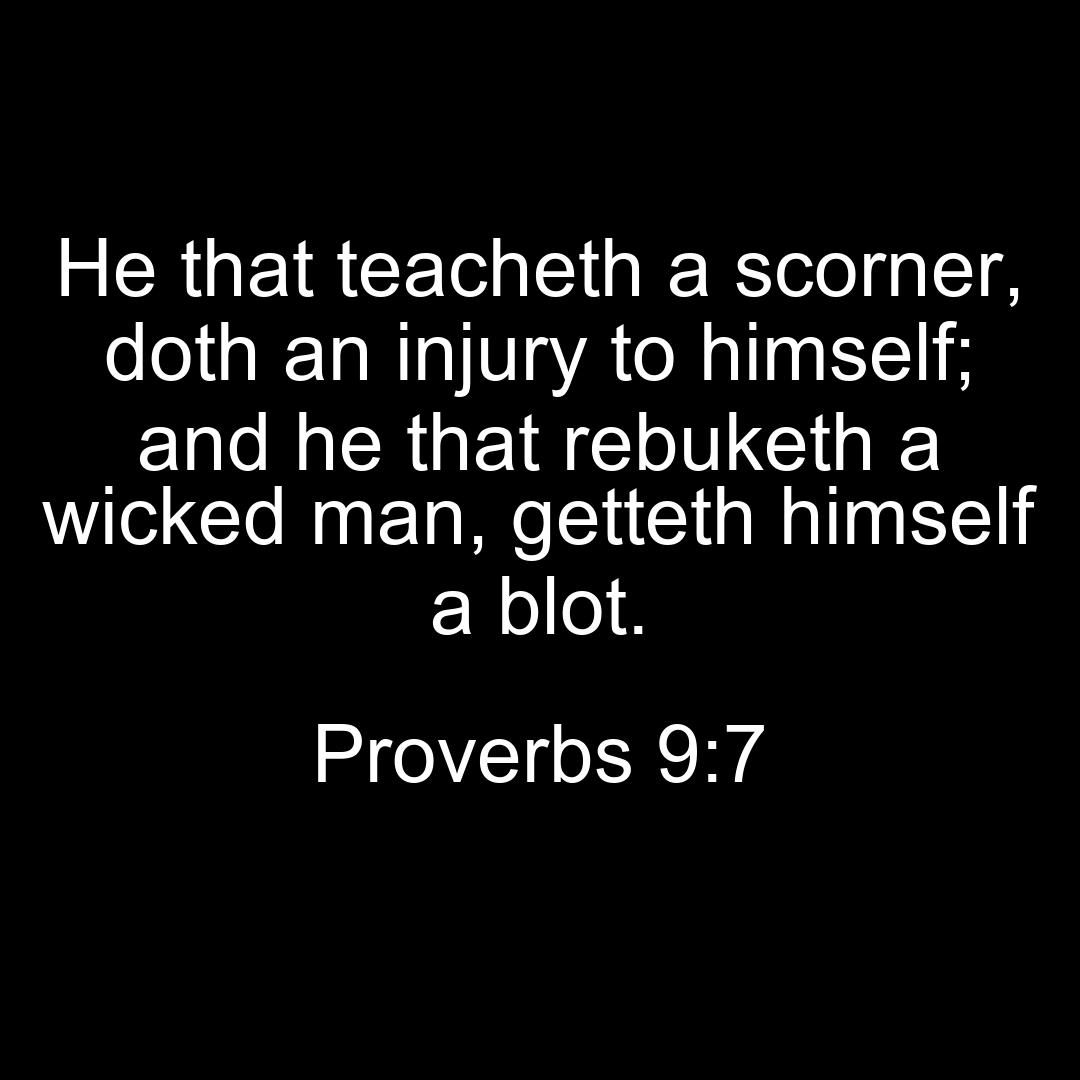 He that teacheth a scorner,
doth an injury to himself;
and he that rebuketh a
wicked man, getteth himself
a blot.
Proverbs 9:7